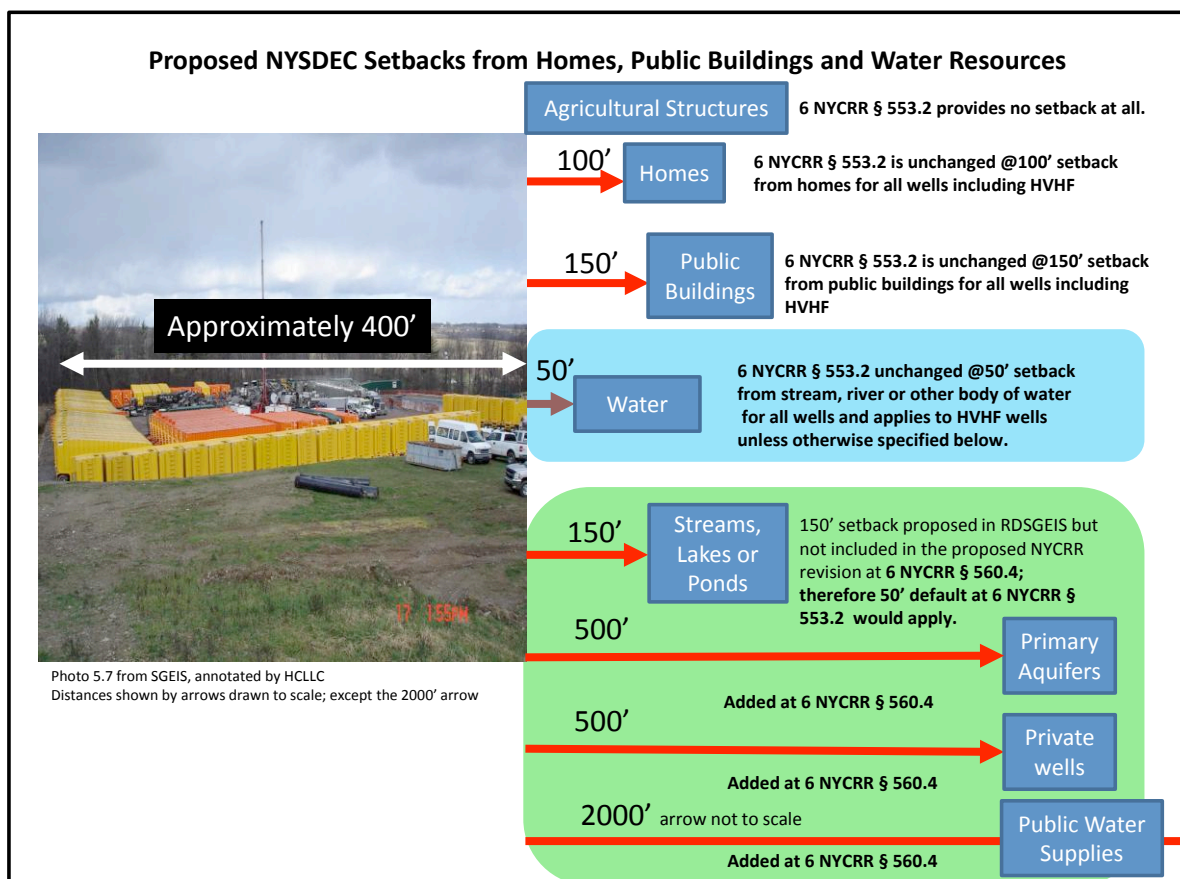 Proposed NYSDEC Setbacks from Homes, Public Buildings and Water Resources
Agricultural Structures
6 NYCRR § 553.2 provides no setback at all.
100’
Homes
6 NYCRR § 553.2 is unchanged @100’ setback
from homes for all wells including HVHF
150’
Public
Buildings
6 NYCRR § 553.2 is unchanged @150’ setback
from public buildings for all wells including
HVHF
Approximately 400’
50’
Water
6 NYCRR § 553.2 unchanged @50’ setback
from stream, river or other body of water
for all wells and applies to HVHF wells
unless otherwise specified below.
150’
Streams,
Lakes or
Ponds
150’ setback proposed in RDSGEIS but
not included in the proposed NYCRR
revision at 6 NYCRR § 560.4;
therefore 50’ default at 6 NYCRR §
553.2 would apply.
17 1:55PM
500’
Primary
Aquifers
Added at 6 NYCRR § 560.4
Photo 5.7 from SGEIS, annotated by HCLLC
Distances shown by arrows drawn to scale; except the 2000’ arrow
500’
Private
wells
Added at 6 NYCRR § 560.4
2000’ arrow not to scale
Public Water
Supplies
Added at 6 NYCRR § 560.4